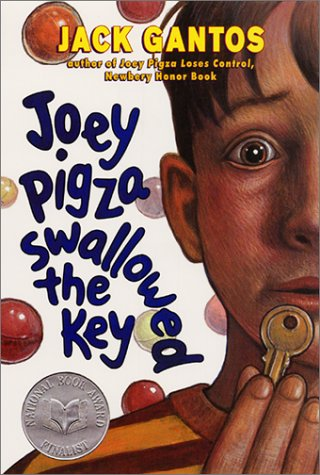 JACK GANTOS
author of Joey Pigza Loses Control,
Newbery Honor Book
Joey
Pigza
swallowed
the
Key
NATIONAL BOOK AWARD
FINALIST